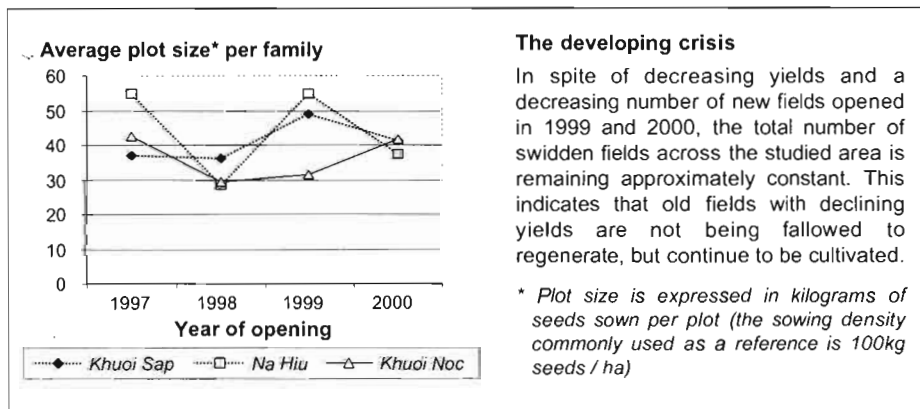 Average plot size* per family
60
50
40
30
20
10
0
1997 1998 1999 2000
Year of opening
Khuoi Sap Na Hiu Khuoi Noc
The developing crisis
In spite of decreasing yields and a
decreasing number of new fields opened
in 1999 and 2000, the total number of
swidden fields across the studied area is
remaining approximately constant. This
indicates that old fields with declining
yields are not being fallowed to
regenerate, but continue to be cultivated.
* Plot size is expressed in kilograms of
seeds sown per plot (the sowing density
commonly used as a reference is 100kg
seeds / ha)